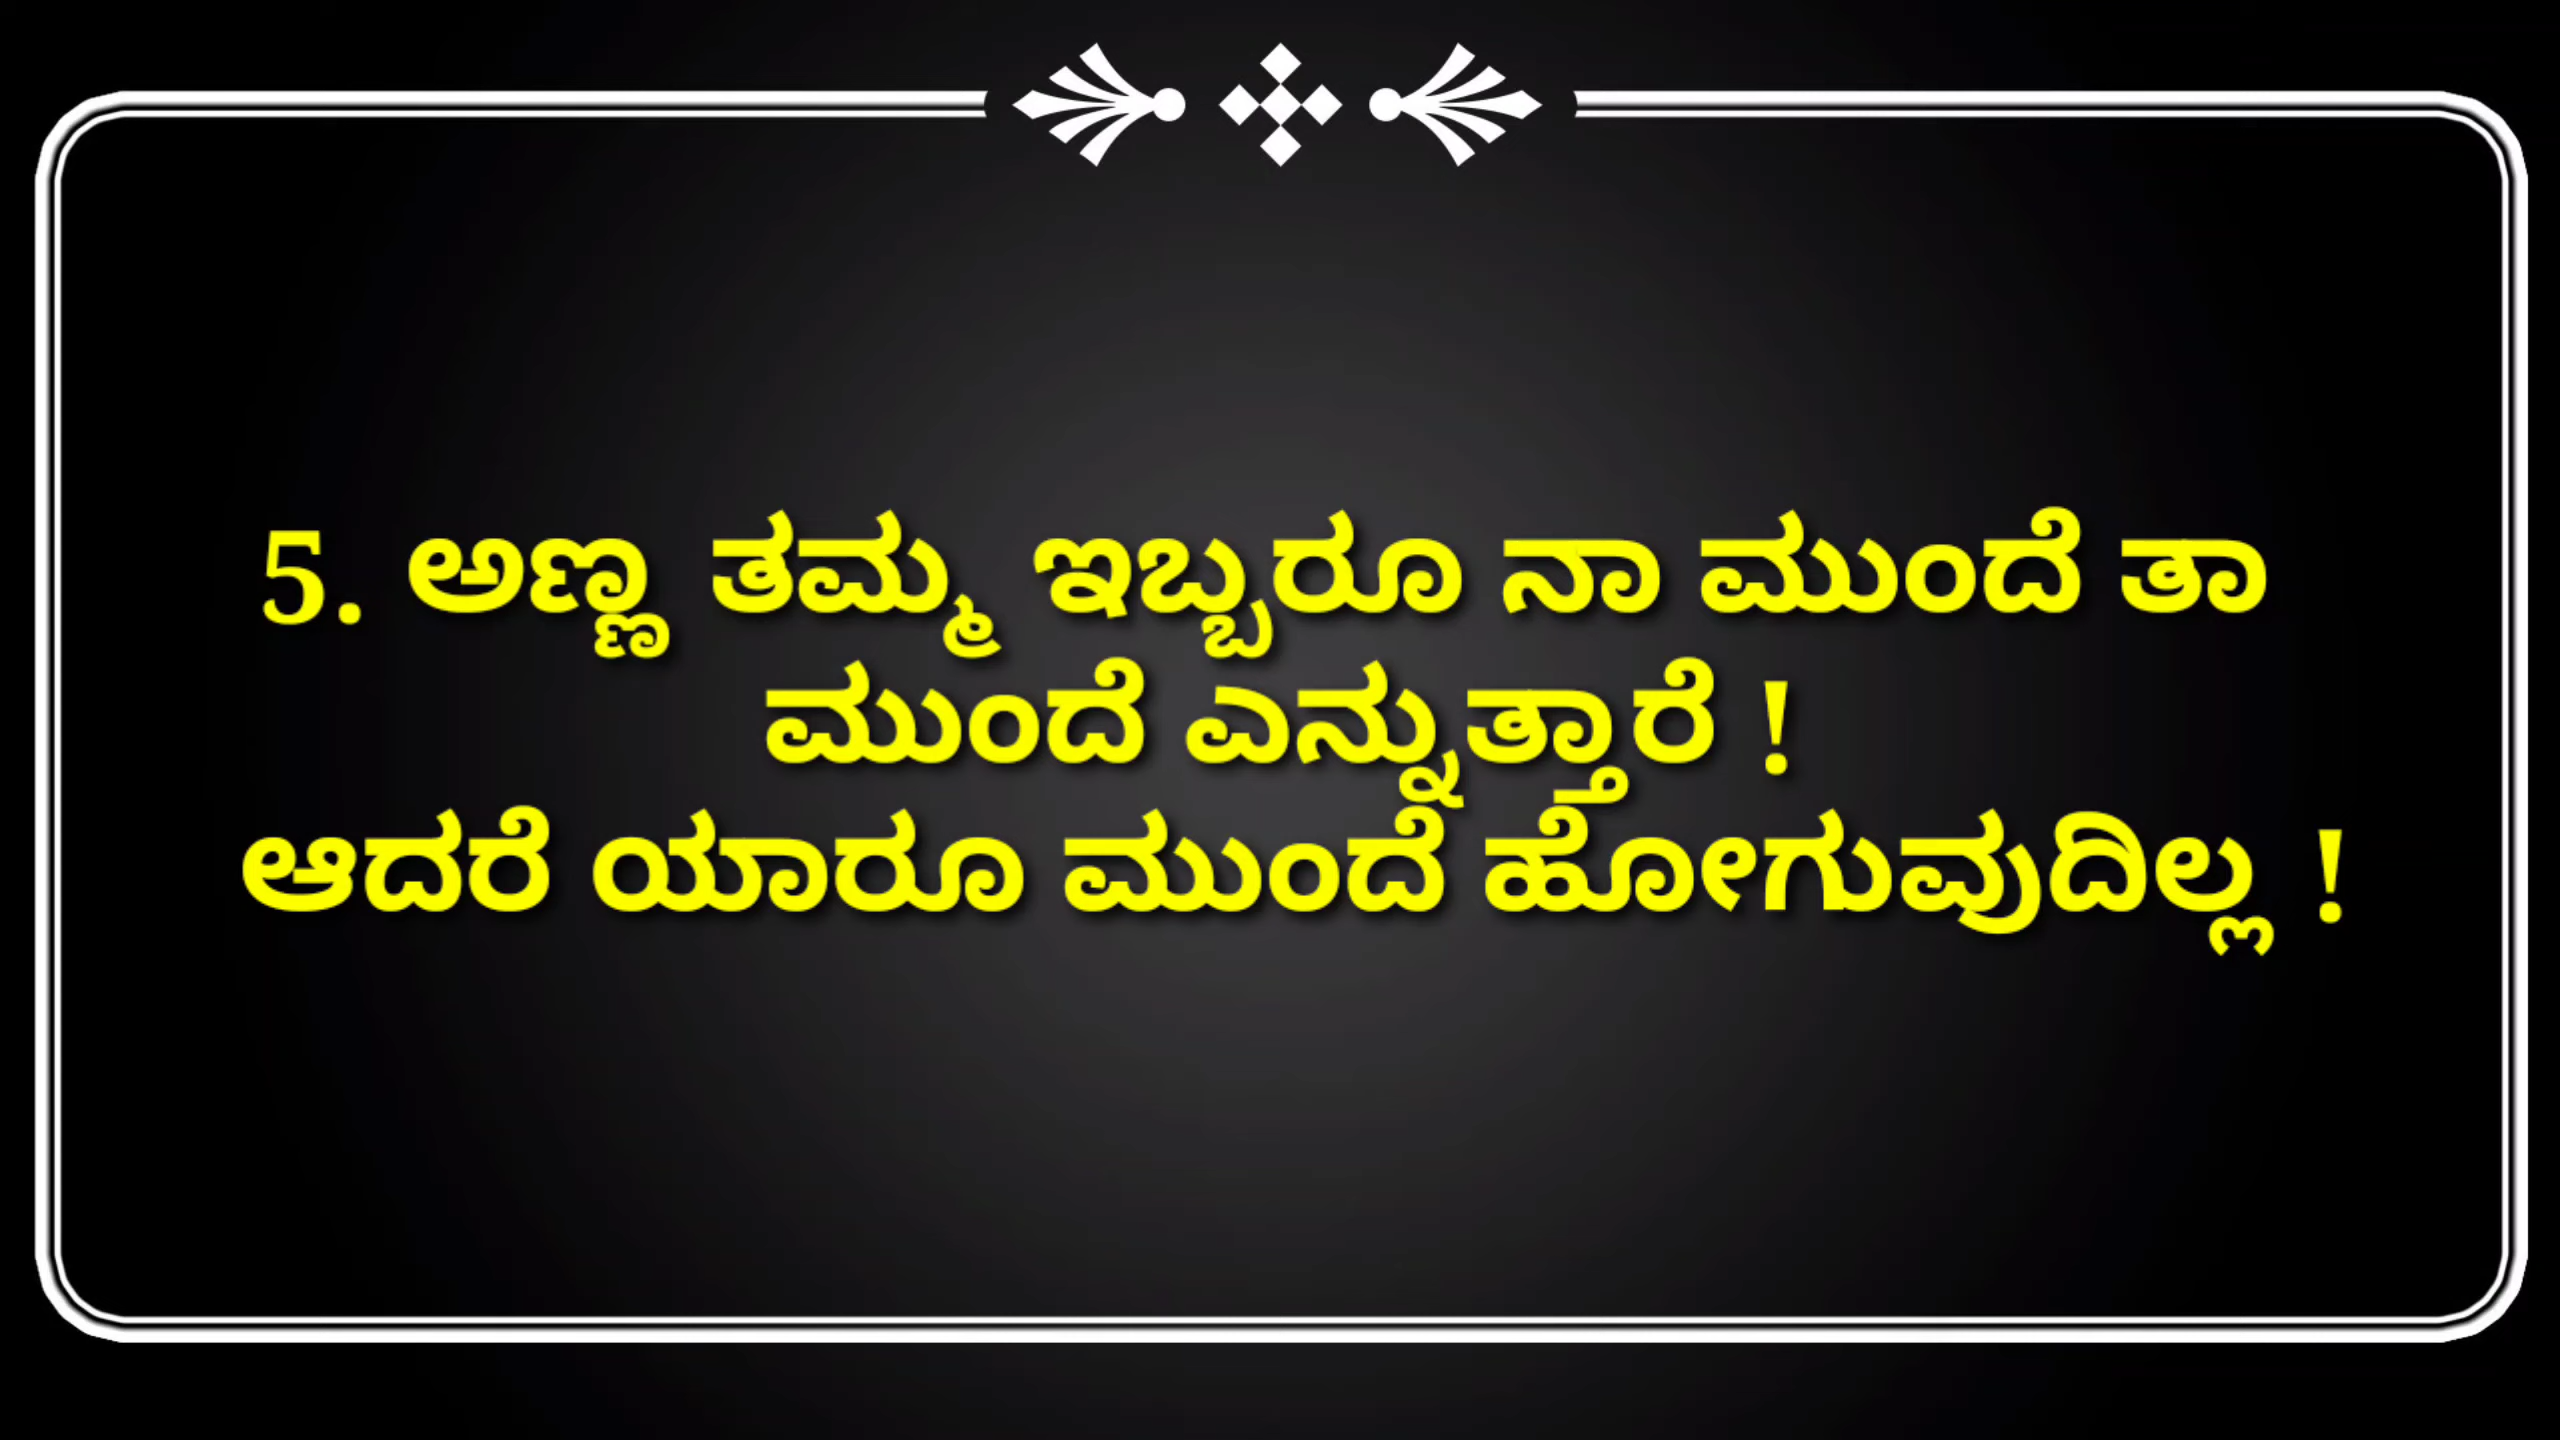 5. ಅಣ್ಣ ತಮ್ಮ ಇಬ್ಬರೂ ನಾ ಮುಂದೆ ತಾ
ಮುಂದೆ ಎನ್ನುತ್ತಾರೆ !
ಆದರೆ ಯಾರೂ ಮುಂದೆ ಹೋಗುವುದಿಲ್ಲ !